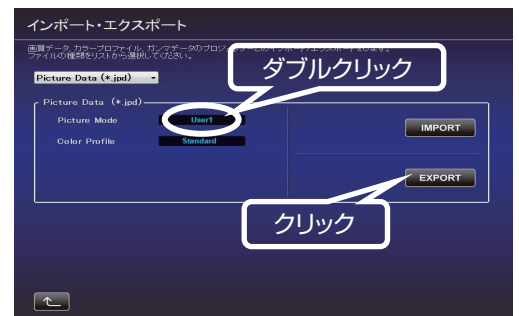 インポート・エクスポート
画質データ、カラープロファイル、ガンマデータのプロジェクターとのインポート/エクスポートをします。
ファイルの種類をリストから選択してください。
ダブルクリック
Picture Data (*.jpd)
Picture Data (*.jpd)
Picture Mode User1
IMPORT
Color Profile Standard
EXPORT
クリック